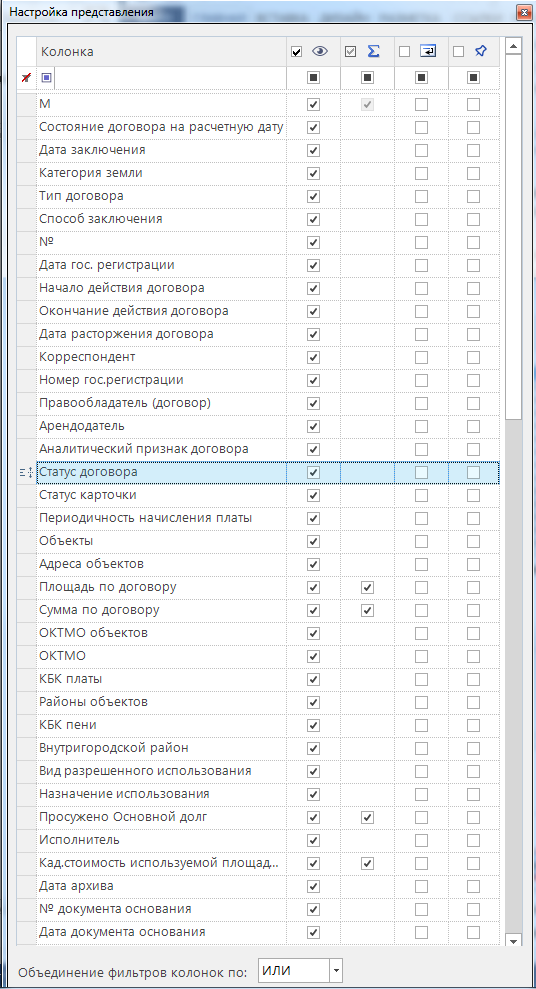 Настройка представления
Колонка
М
Состояние договора на расчетную дату
Дата заключения
Категория земли
Тип договора
Способ заключения
№
Дата гос. регистрации
Начало действия договора
Окончание действия договора
Дата расторжения договора
Корреспондент
Номер гос.регистрации
Правообладатель (договор)
Арендодатель
Аналитический признак договора
Статус договора
Статус карточки
Периодичность начисления платы
Объекты
Адреса объектов
Площадь по договору
Сумма по договору
ОКТМО объектов
ОКТМО
КБК платы
Районы объектов
КБК пени
Внутригородской район
Вид разрешенного использования
Назначение использования
Просужено Основной долг
Исполнитель
Кад.стоимость используемой площад...
Дата архива
№ документа основания
Дата документа основания
Объединение фильтров колонок по: ИЛИ